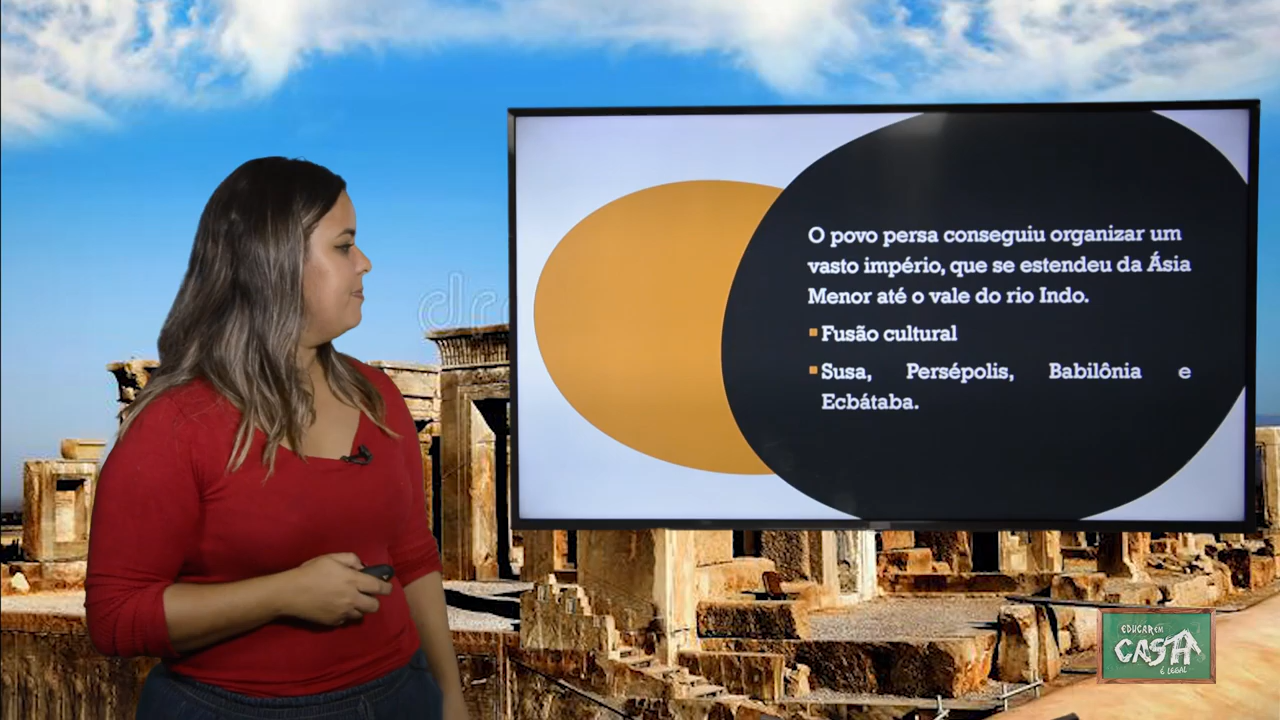 O povo persa conseguiu organizar um
vasto império, que se estendeu da Ásia
Menor até o vale do rio Indo.
Fusão cultural
Susa, Persépolis, Babilônia e
Ecbátaba.
EDUCAR EM
CASA
É LEGAL